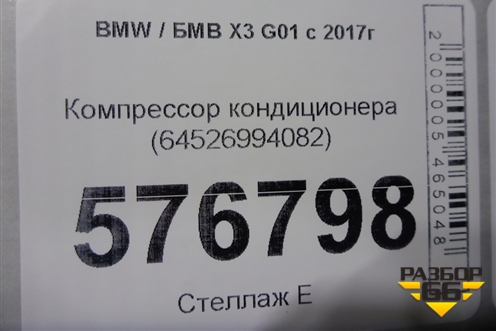 BMW / БМВ X3 G01 с 2017г
Компрессор кондиционера
(64526994082)
576798
Стеллаж Е
2000005465048
РАЗБОР
66